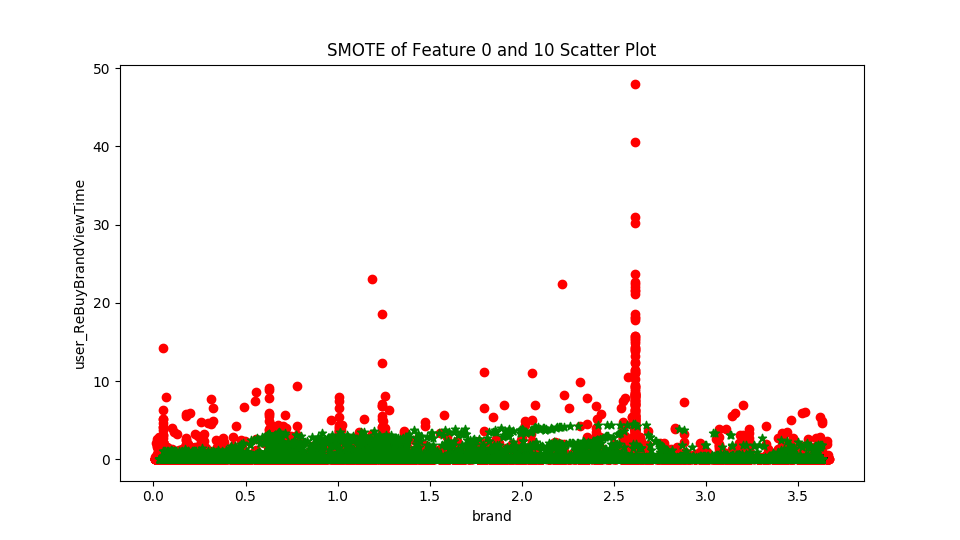 SMOTE of Feature 0 and 10 Scatter Plot
50
40
30
20
10
0
user_ReBuyBrandViewTime
0.0 0.5 1.0 1.5 2.0 2.5 3.0 3.5
brand